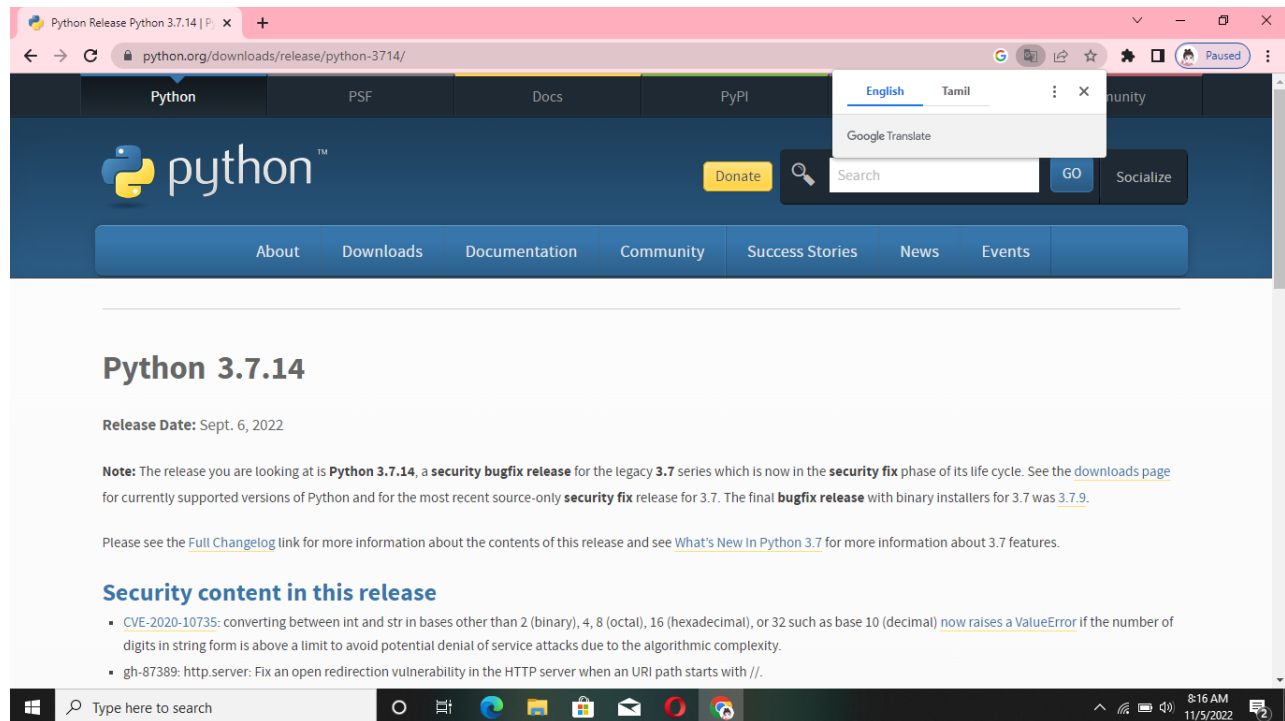 Python Release Python 3.7.14 | Py
python.org/downloads/release/python-3714/
Paused
Python PSF Docs PyPI munity
English Tamil
Google Translate
python™
Donate
Search
GO
Socialize
About Downloads Documentation Community Success Stories News Events
Python 3.7.14
Release Date: Sept. 6, 2022
Note: The release you are looking at is Python 3.7.14, a security bugfix release for the legacy 3.7 series which is now in the security fix phase of its life cycle. See the downloads page
for currently supported versions of Python and for the most recent source-only security fix release for 3.7. The final bugfix release with binary installers for 3.7 was 3.7.9.
Please see the Full Changelog link for more information about the contents of this release and see What's New In Python 3.7 for more information about 3.7 features.
Security content in this release
CVE-2020-10735: converting between int and str in bases other than 2 (binary), 4, 8 (octal), 16 (hexadecimal), or 32 such as base 10 (decimal) now raises a ValueError if the number of
digits in string form is above a limit to avoid potential denial of service attacks due to the algorithmic complexity.
gh-87389: http.server: Fix an open redirection vulnerability in the HTTP server when an URI path starts with //.
Type here to search
8:16 AM
11/5/2022
2